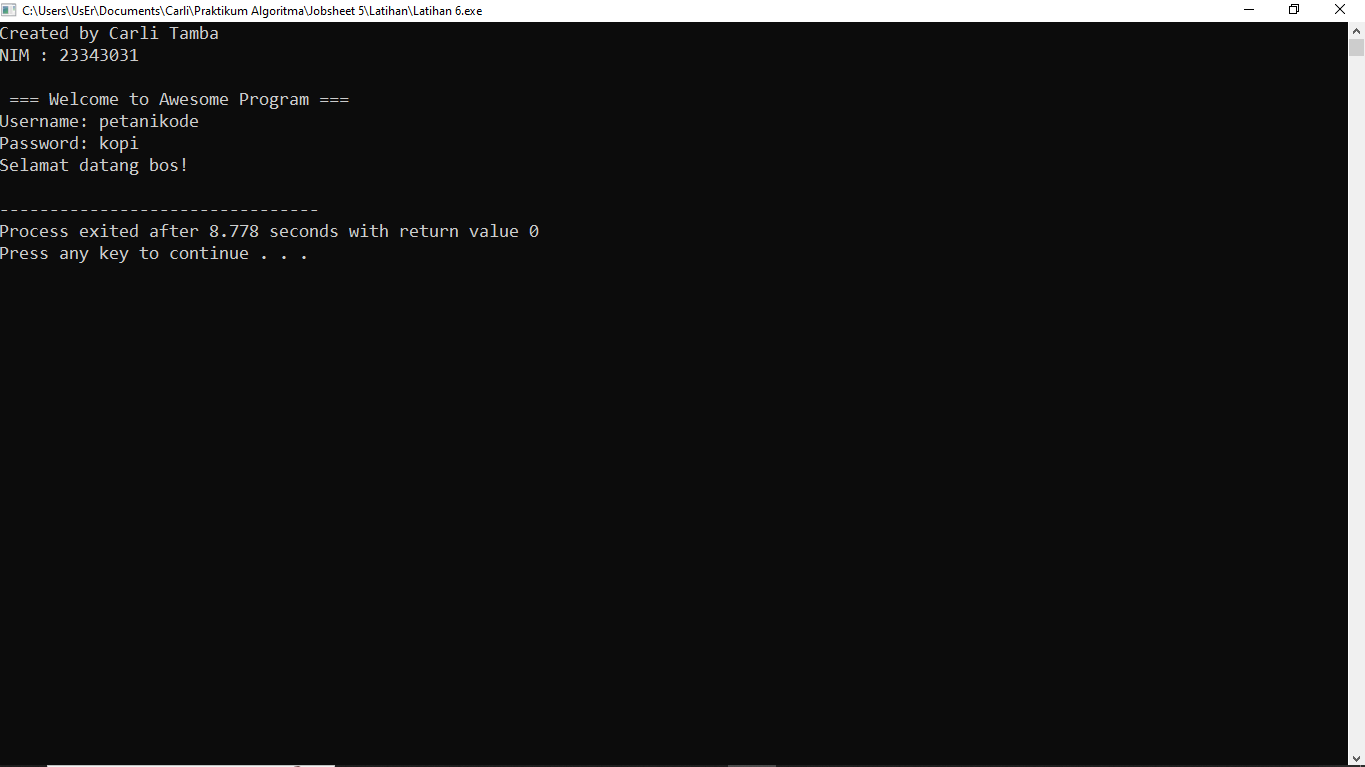 C:\Users\UsEr\Documents\Carli\Praktikum Algoritma\Jobsheet 5\Latihan\Latihan 6.exe
Created by Carli Tamba
NIM : 23343031
=== Welcome to Awesome Program ===
Username: petanikode
Password: kopi
Selamat datang bos!
--------------------------------
Process exited after 8.778 seconds with return value 0
Press any key to continue . . .